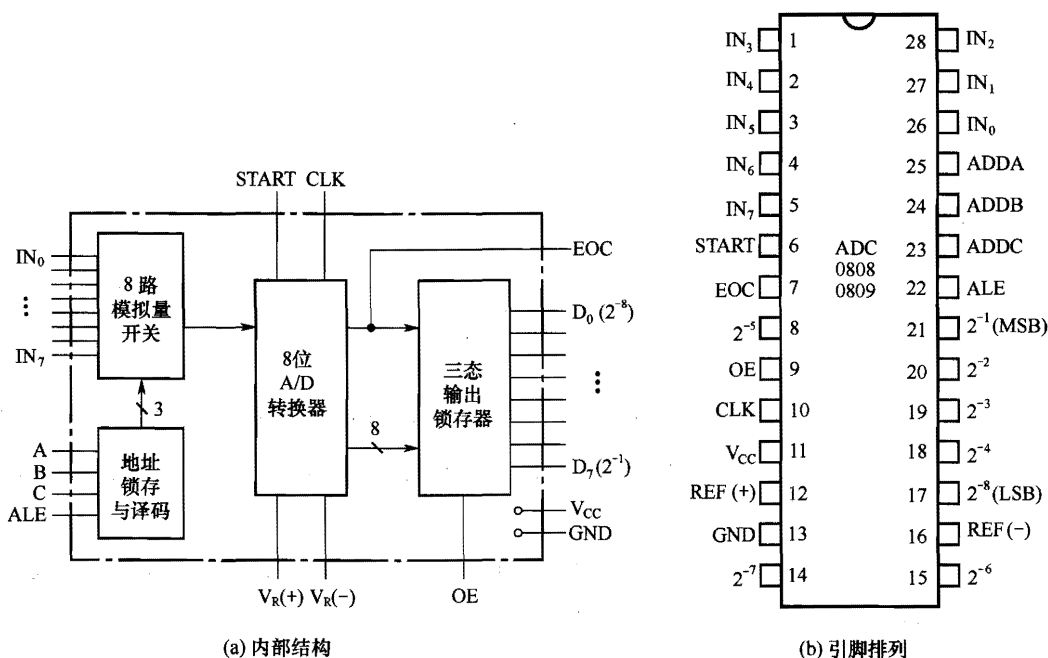 START CLK
EOC
IN₀
⋮
IN₇
8 路
模拟量
开关
3
A
B
C
ALE
地址
锁存
与译码
8位
A/D
转换器
8
三态
输出
锁存器
D₀ (2⁻⁸)
⋮
D₇ (2⁻¹)
V_CC
GND
V_R(+) V_R(−) OE
(a) 内部结构
IN₃ 1 28 IN₂
IN₄ 2 27 IN₁
IN₅ 3 26 IN₀
IN₆ 4 25 ADDA
IN₇ 5 24 ADDB
START 6 ADC 23 ADDC
0808
EOC 7 0809 22 ALE
2⁻⁵ 8 21 2⁻¹ (MSB)
OE 9 20 2⁻²
CLK 10 19 2⁻³
V_CC 11 18 2⁻⁴
REF (+) 12 17 2⁻⁸ (LSB)
GND 13 16 REF (−)
2⁻⁷ 14 15 2⁻⁶
(b) 引脚排列